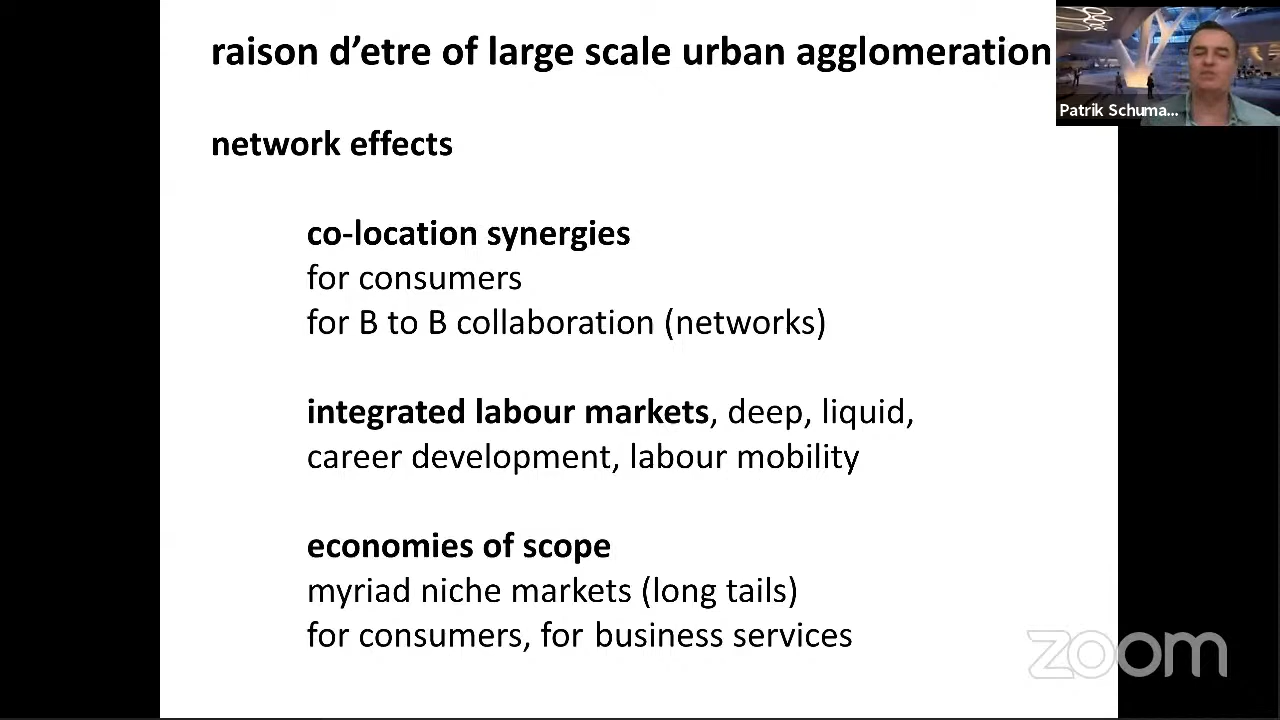 raison d’etre of large scale urban agglomeration
Patrik Schuma...
network effects
co-location synergies
for consumers
for B to B collaboration (networks)
integrated labour markets, deep, liquid,
career development, labour mobility
economies of scope
myriad niche markets (long tails)
for consumers, for business services
zoom